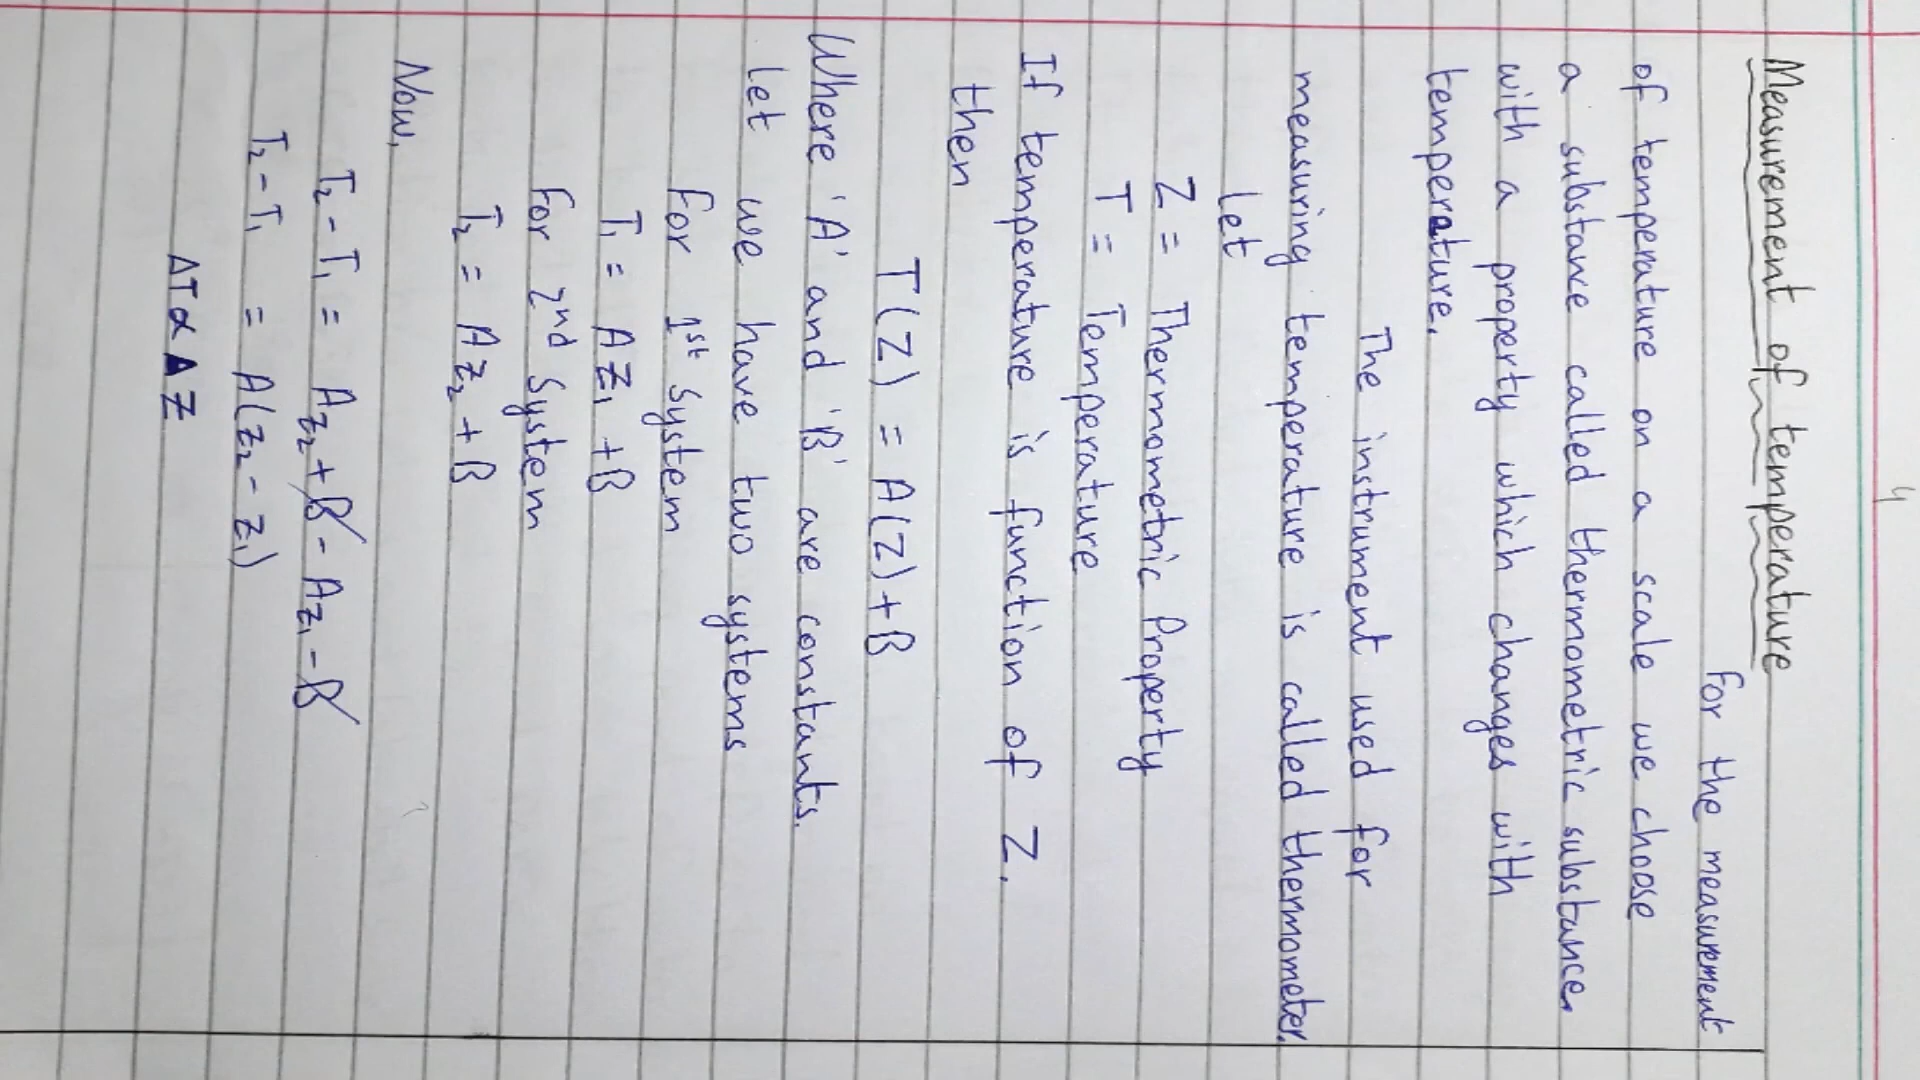 4
Measurement of temperature
For the measurement
of temperature on a scale we choose
a substance called thermometric substance.
with a property which changes with
temperature.
The instrument used for
measuring temperature is called thermometer.
Let
Z = Thermometric Property
T = Temperature
If temperature is function of Z.
then
T(Z) = A(Z) + B
Where 'A' and 'B' are constants.
Let we have two systems
For 1st System
T₁ = AZ₁ + B
For 2nd System
T₂ = AZ₂ + B
Now,
T₂ - T₁ = AZ₂ + B - AZ₁ - B
T₂ - T₁ = A(Z₂ - Z₁)
ΔT α ΔZ